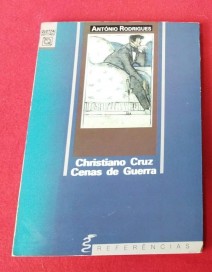 ANTÓNIO RODRIGUES
Christiano Cruz
Cenas de Guerra
REFERÊNCIAS